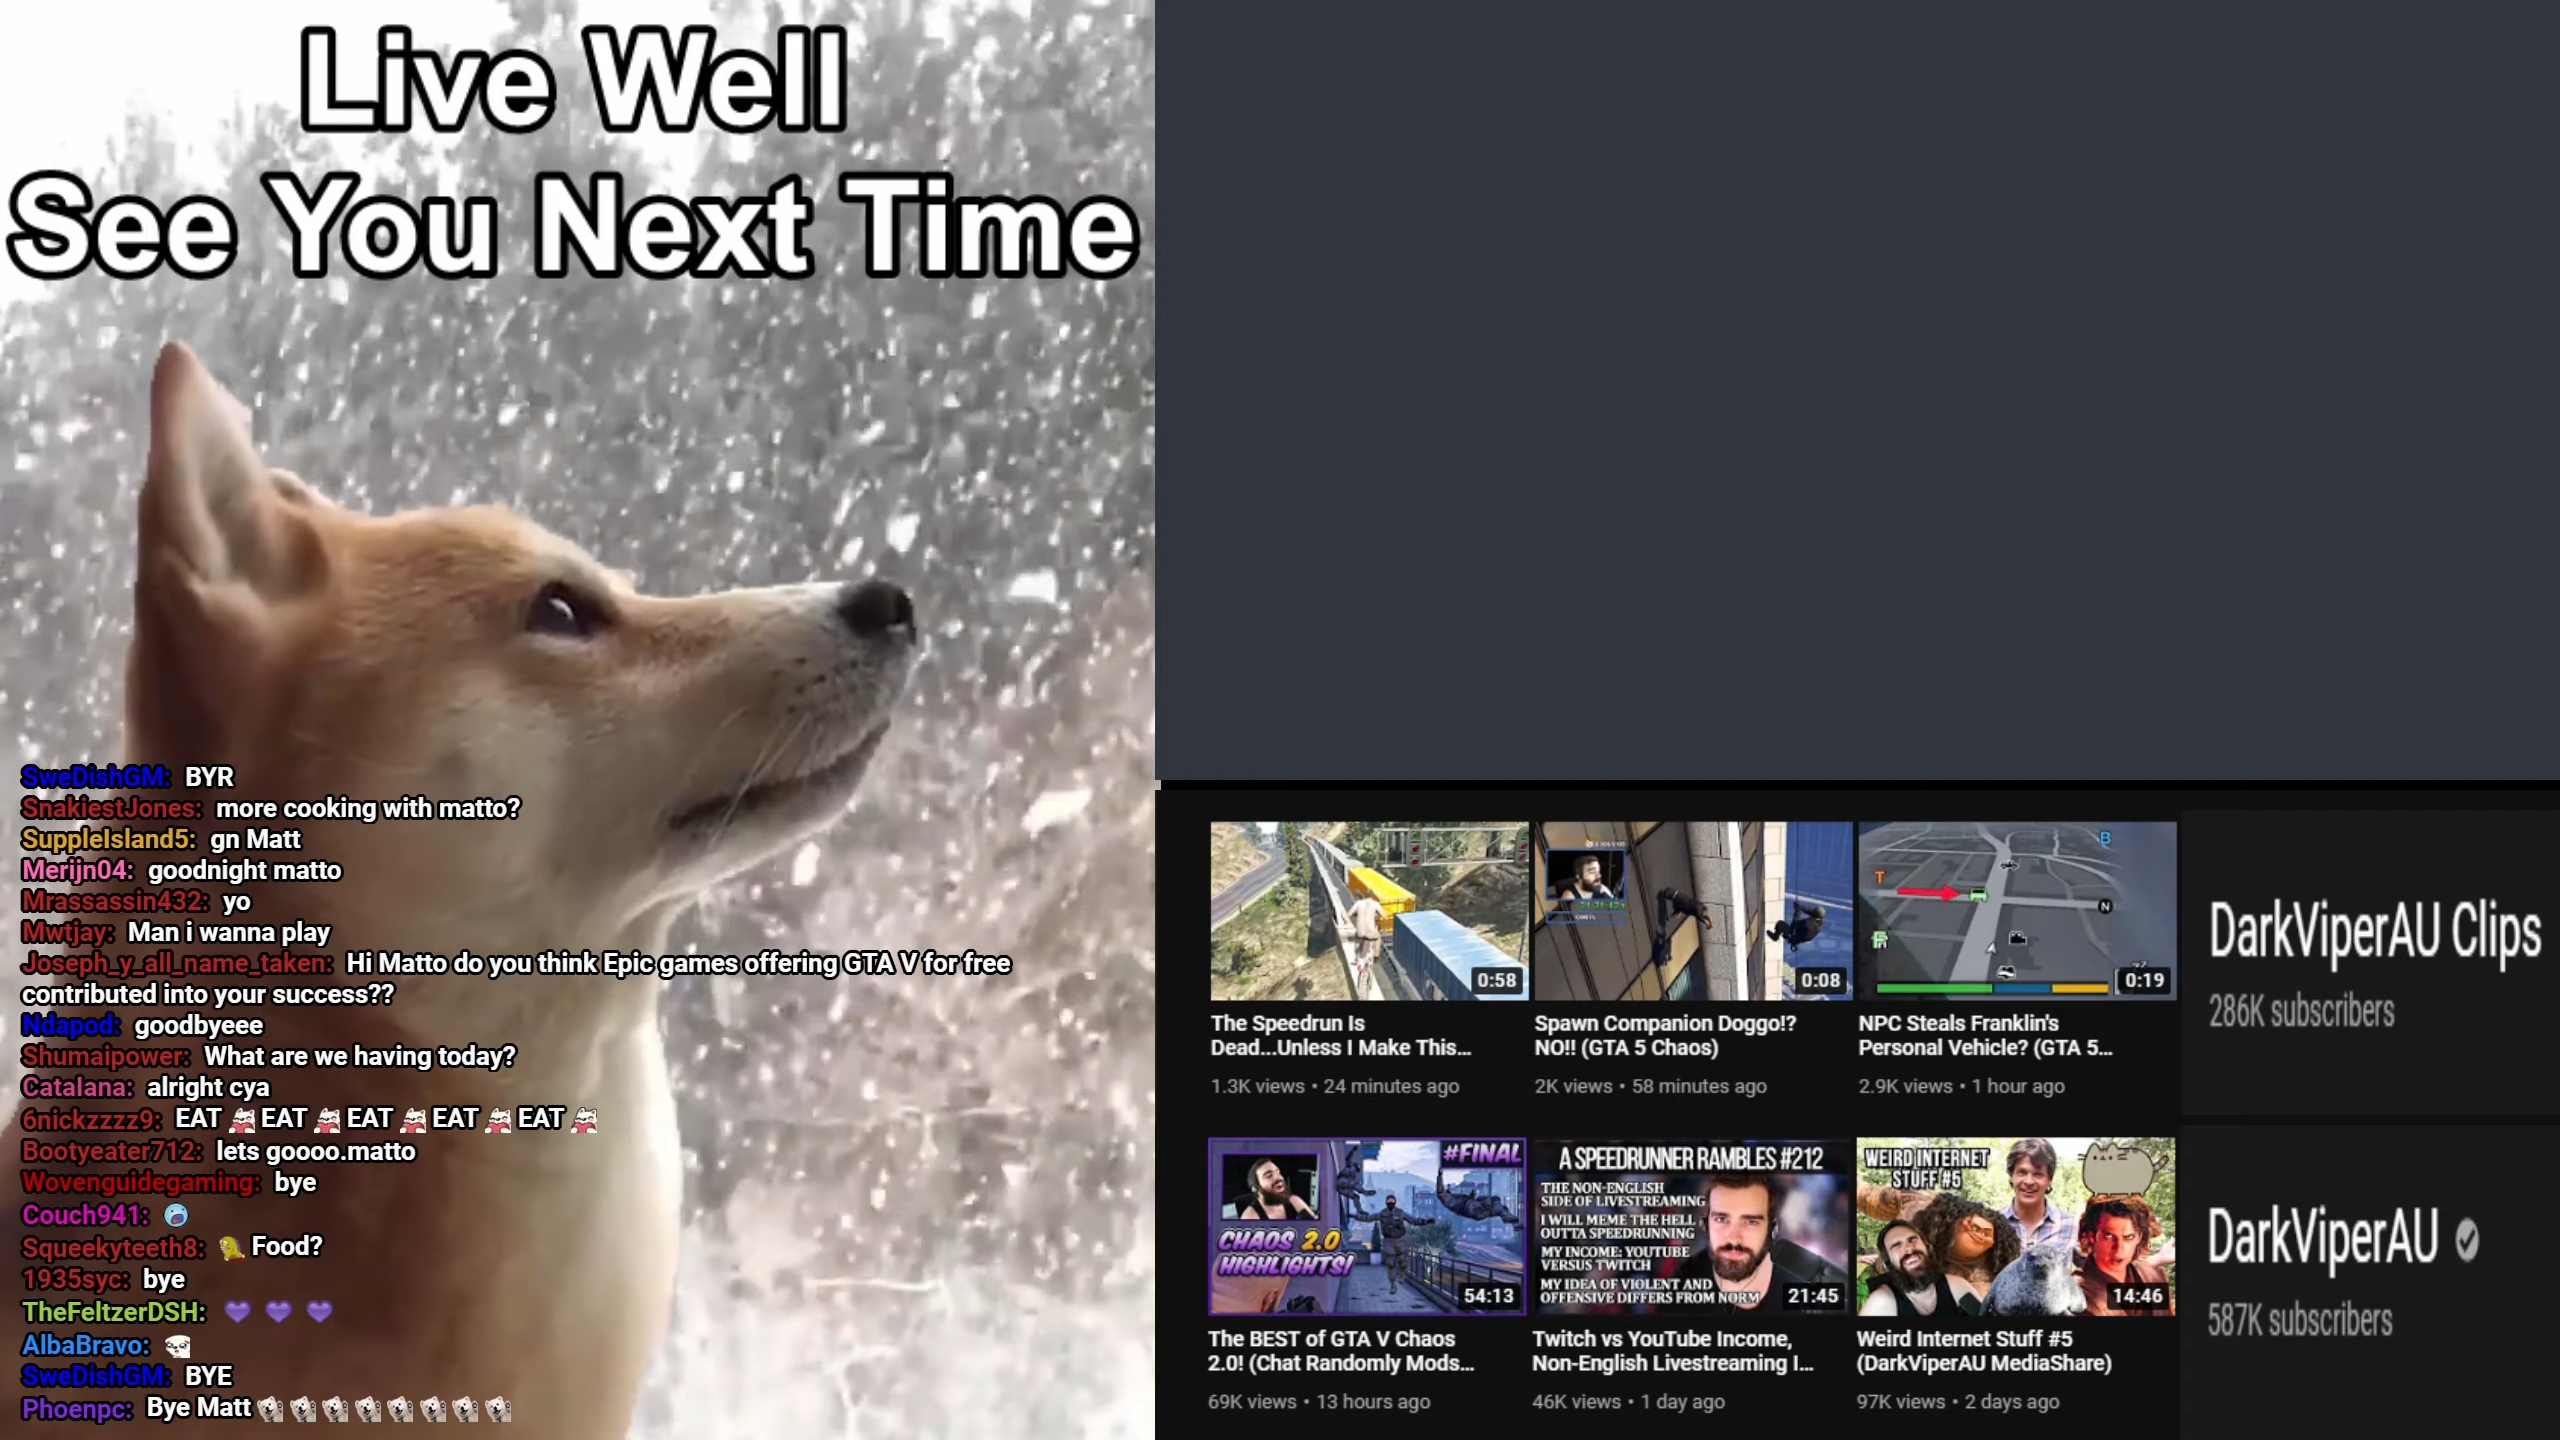 Live Well
See You Next Time
SweDishGM: BYR
SnakiestJones: more cooking with matto?
SuppleIsland5: gn Matt
Merijn04: goodnight matto
Mrassassin432: yo
Mwtjay: Man i wanna play
Joseph_y_all_name_taken: Hi Matto do you think Epic games offering GTA V for free
contributed into your success??
Ndapod: goodbyeee
Shumaipower: What are we having today?
Catalana: alright cya
6nickzzzz9: EAT EAT EAT EAT EAT
Bootyeater712: lets goooo.matto
Wovenguidegaming: bye
Couch941:
Squeekyteeth8: Food?
1935syc: bye
TheFeltzerDSH: 💜 💜 💜
AlbaBravo:
SweDishGM: BYE
Phoenpc: Bye Matt
T
B
N
F
0:58
0:08
0:19
The Speedrun Is
Dead...Unless I Make This...
1.3K views • 24 minutes ago
Spawn Companion Doggo!?
NO!! (GTA 5 Chaos)
2K views • 58 minutes ago
NPC Steals Franklin's
Personal Vehicle? (GTA 5...
2.9K views • 1 hour ago
DarkViperAU Clips
286K subscribers
#FINAL
CHAOS 2.0
HIGHLIGHTS!
54:13
A SPEEDRUNNER RAMBLES #212
THE NON-ENGLISH
SIDE OF LIVESTREAMING
I WILL MEME THE HELL
OUTTA SPEEDRUNNING
MY INCOME: YOUTUBE
VERSUS TWITCH
MY IDEA OF VIOLENT AND
OFFENSIVE DIFFERS FROM NORM
21:45
WEIRD INTERNET
STUFF #5
14:46
The BEST of GTA V Chaos
2.0! (Chat Randomly Mods...
69K views • 13 hours ago
Twitch vs YouTube Income,
Non-English Livestreaming I...
46K views • 1 day ago
Weird Internet Stuff #5
(DarkViperAU MediaShare)
97K views • 2 days ago
DarkViperAU
587K subscribers